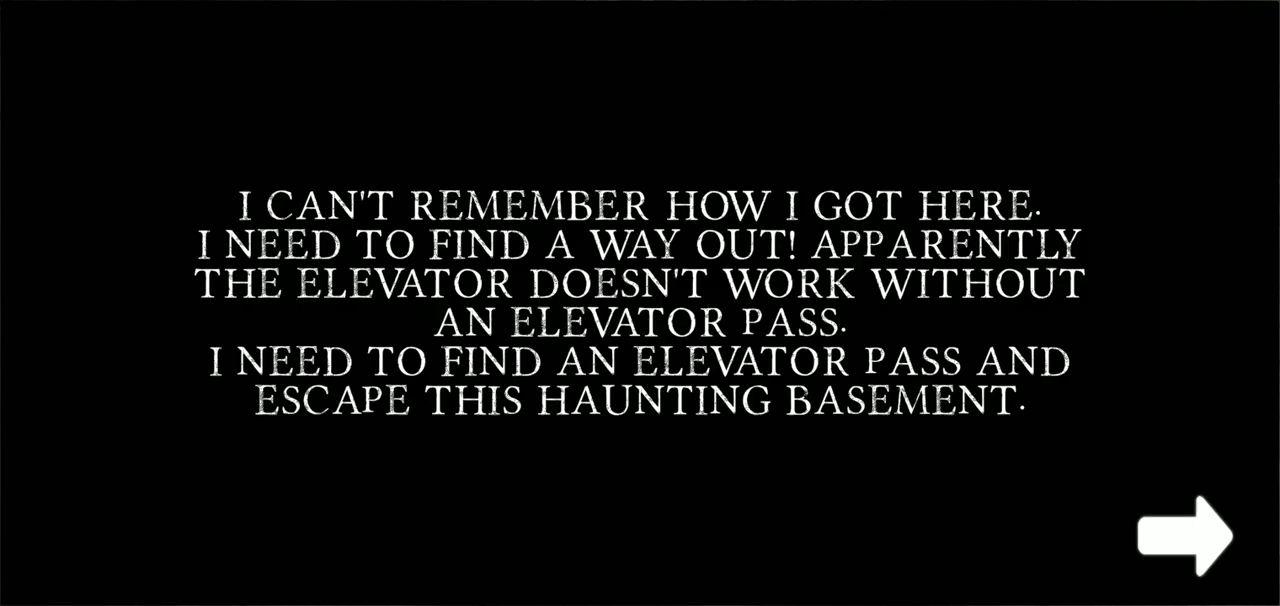 I CAN'T REMEMBER HOW I GOT HERE.
I NEED TO FIND A WAY OUT! APPARENTLY
THE ELEVATOR DOESN'T WORK WITHOUT
AN ELEVATOR PASS.
I NEED TO FIND AN ELEVATOR PASS AND
ESCAPE THIS HAUNTING BASEMENT.